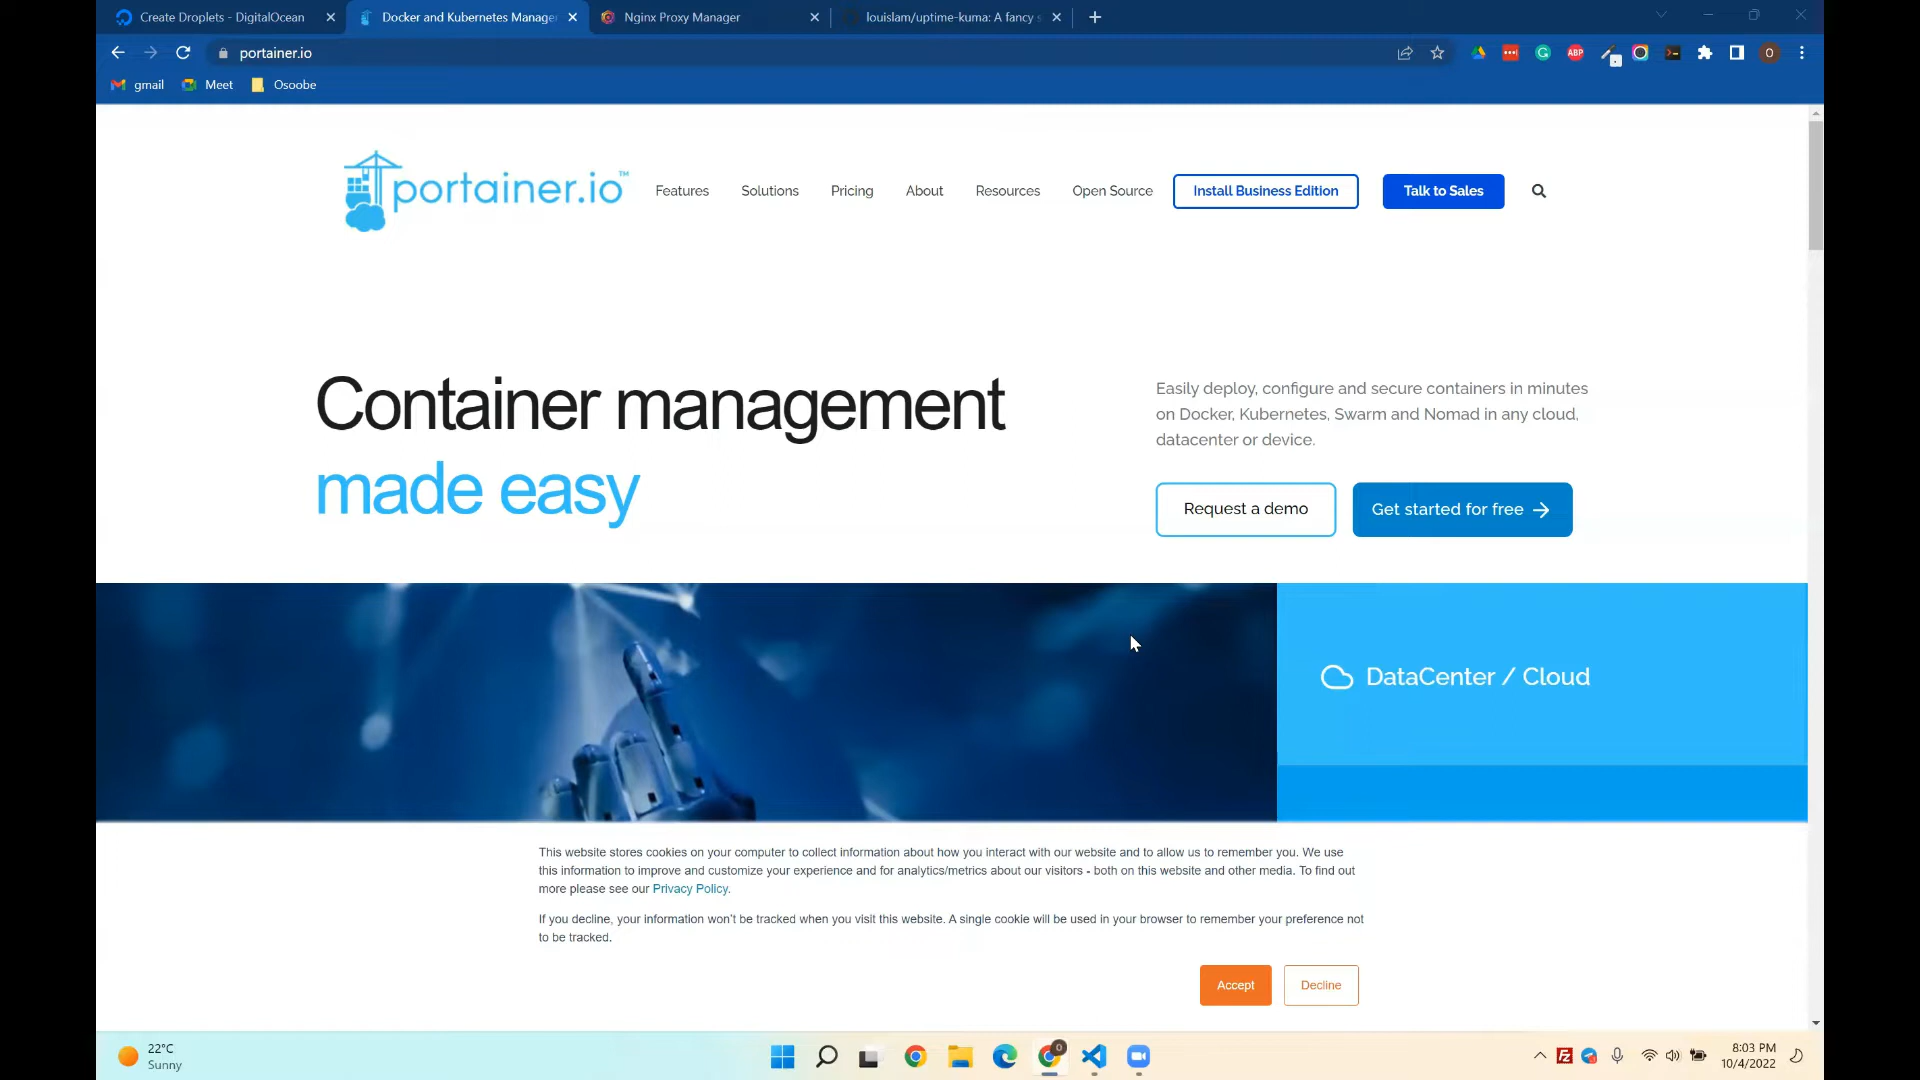 Create Droplets - DigitalOcean
Docker and Kubernetes Manage
Nginx Proxy Manager
louislam/uptime-kuma: A fancy s
portainer.io
ABP
O
gmail
Meet
Osoobe
portainer.io™
Features
Solutions
Pricing
About
Resources
Open Source
Install Business Edition
Talk to Sales
Container management
made easy
Easily deploy, configure and secure containers in minutes
on Docker, Kubernetes, Swarm and Nomad in any cloud,
datacenter or device.
Request a demo
Get started for free
DataCenter / Cloud
This website stores cookies on your computer to collect information about how you interact with our website and to allow us to remember you. We use
this information to improve and customize your experience and for analytics/metrics about our visitors - both on this website and other media. To find out
more please see our Privacy Policy.
If you decline, your information won't be tracked when you visit this website. A single cookie will be used in your browser to remember your preference not
to be tracked.
Accept
Decline
22°C
Sunny
8:03 PM
10/4/2022